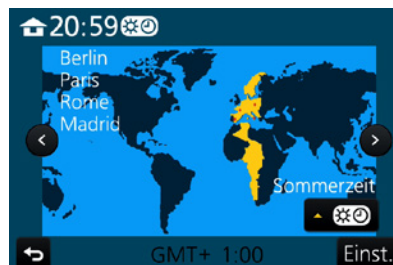 20:59
Berlin
Paris
Rome
Madrid
Sommerzeit
GMT+ 1:00
Einst.